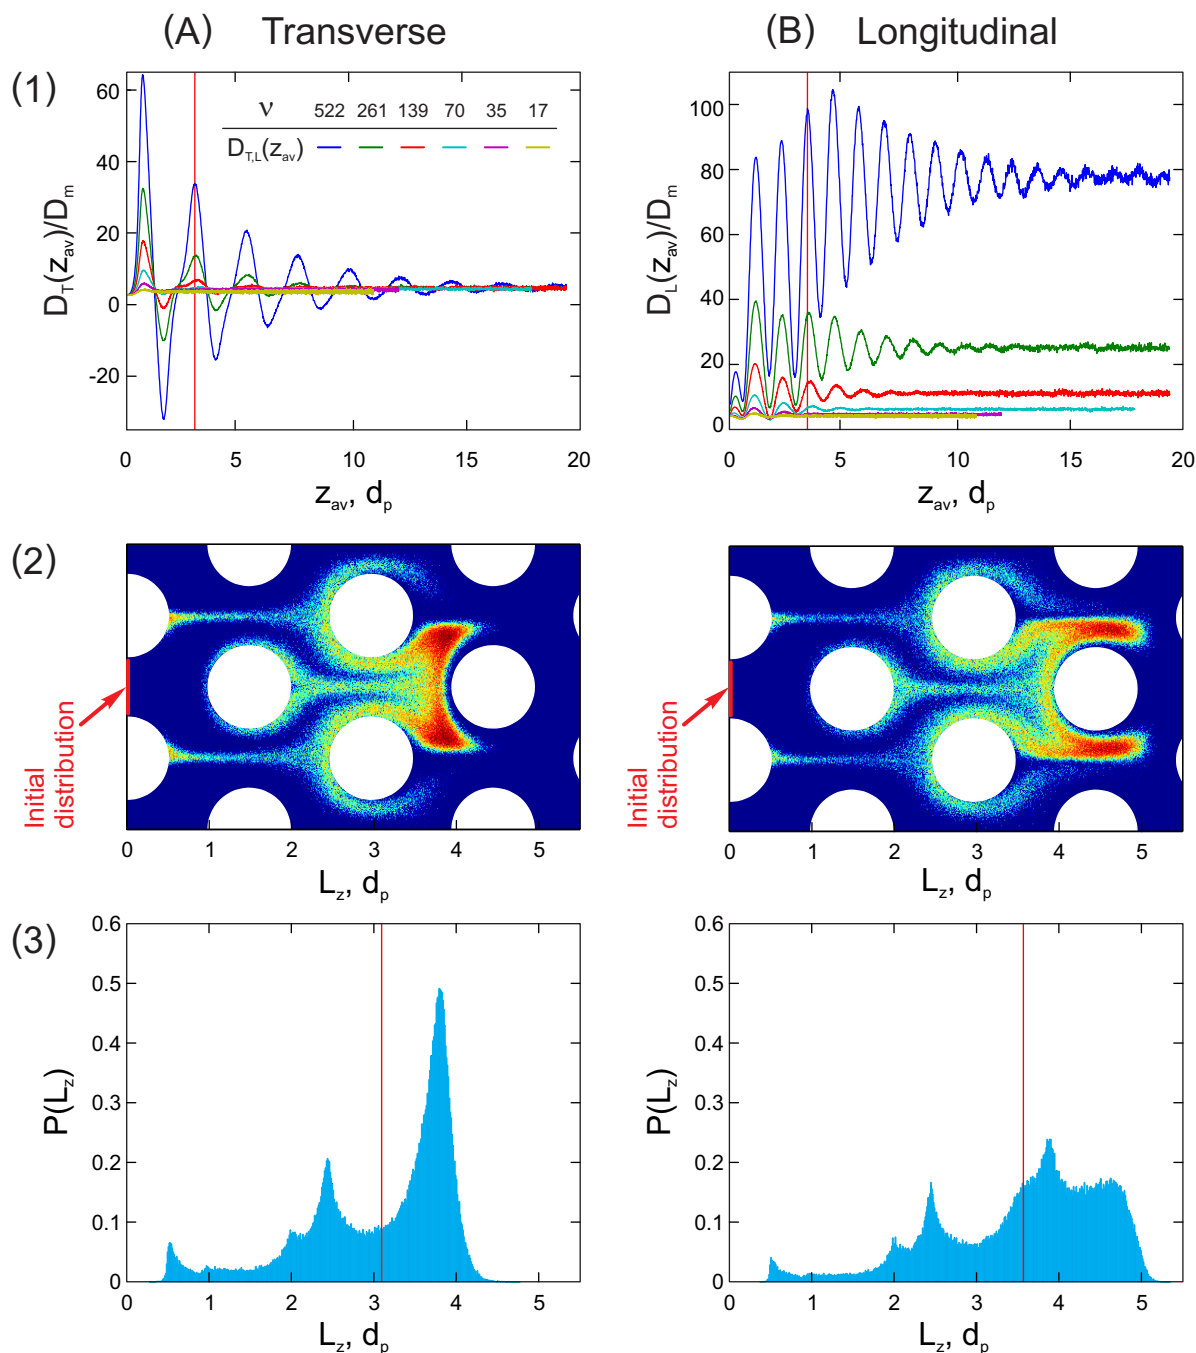 (A) Transverse
(B) Longitudinal
(1)
D_T(z_av)/D_m
60
40
20
0
-20
ν 522 261 139 70 35 17
D_T,L(z_av)
0 5 10 15 20
z_av, d_p
D_L(z_av)/D_m
100
80
60
40
20
0
0 5 10 15 20
z_av, d_p
(2)
Initial
distribution
0 1 2 3 4 5
L_z, d_p
Initial
distribution
0 1 2 3 4 5
L_z, d_p
(3)
P(L_z)
0.6
0.5
0.4
0.3
0.2
0.1
0
0 1 2 3 4 5
L_z, d_p
P(L_z)
0.6
0.5
0.4
0.3
0.2
0.1
0
0 1 2 3 4 5
L_z, d_p